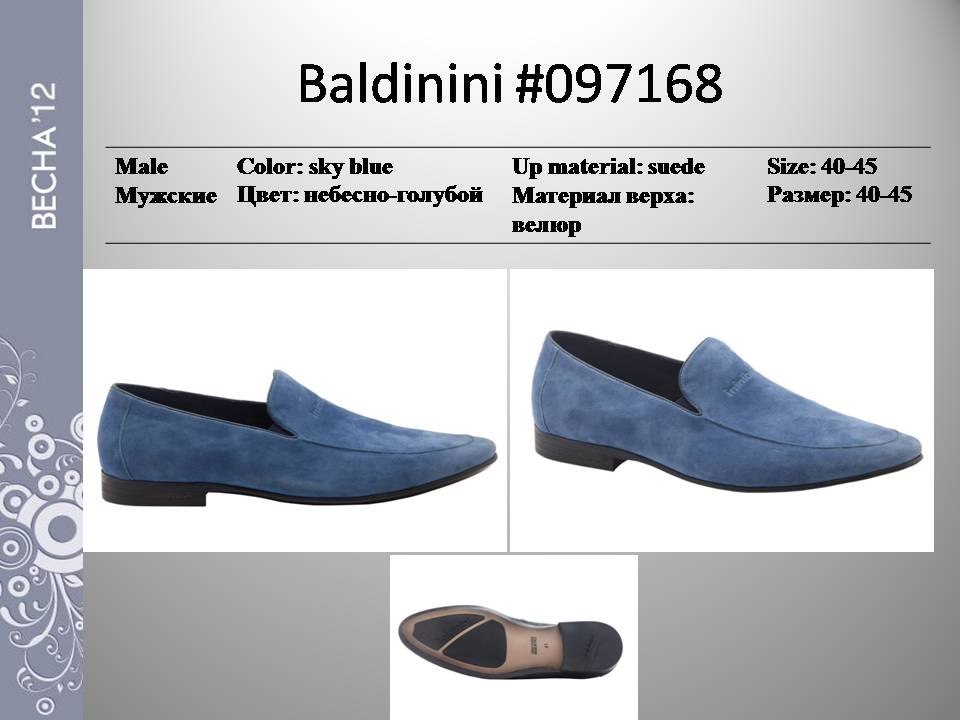 ВЕСНА’12
Baldinini #097168
Male
Мужские
Color: sky blue
Цвет: небесно-голубой
Up material: suede
Материал верха:
велюр
Size: 40-45
Размер: 40-45